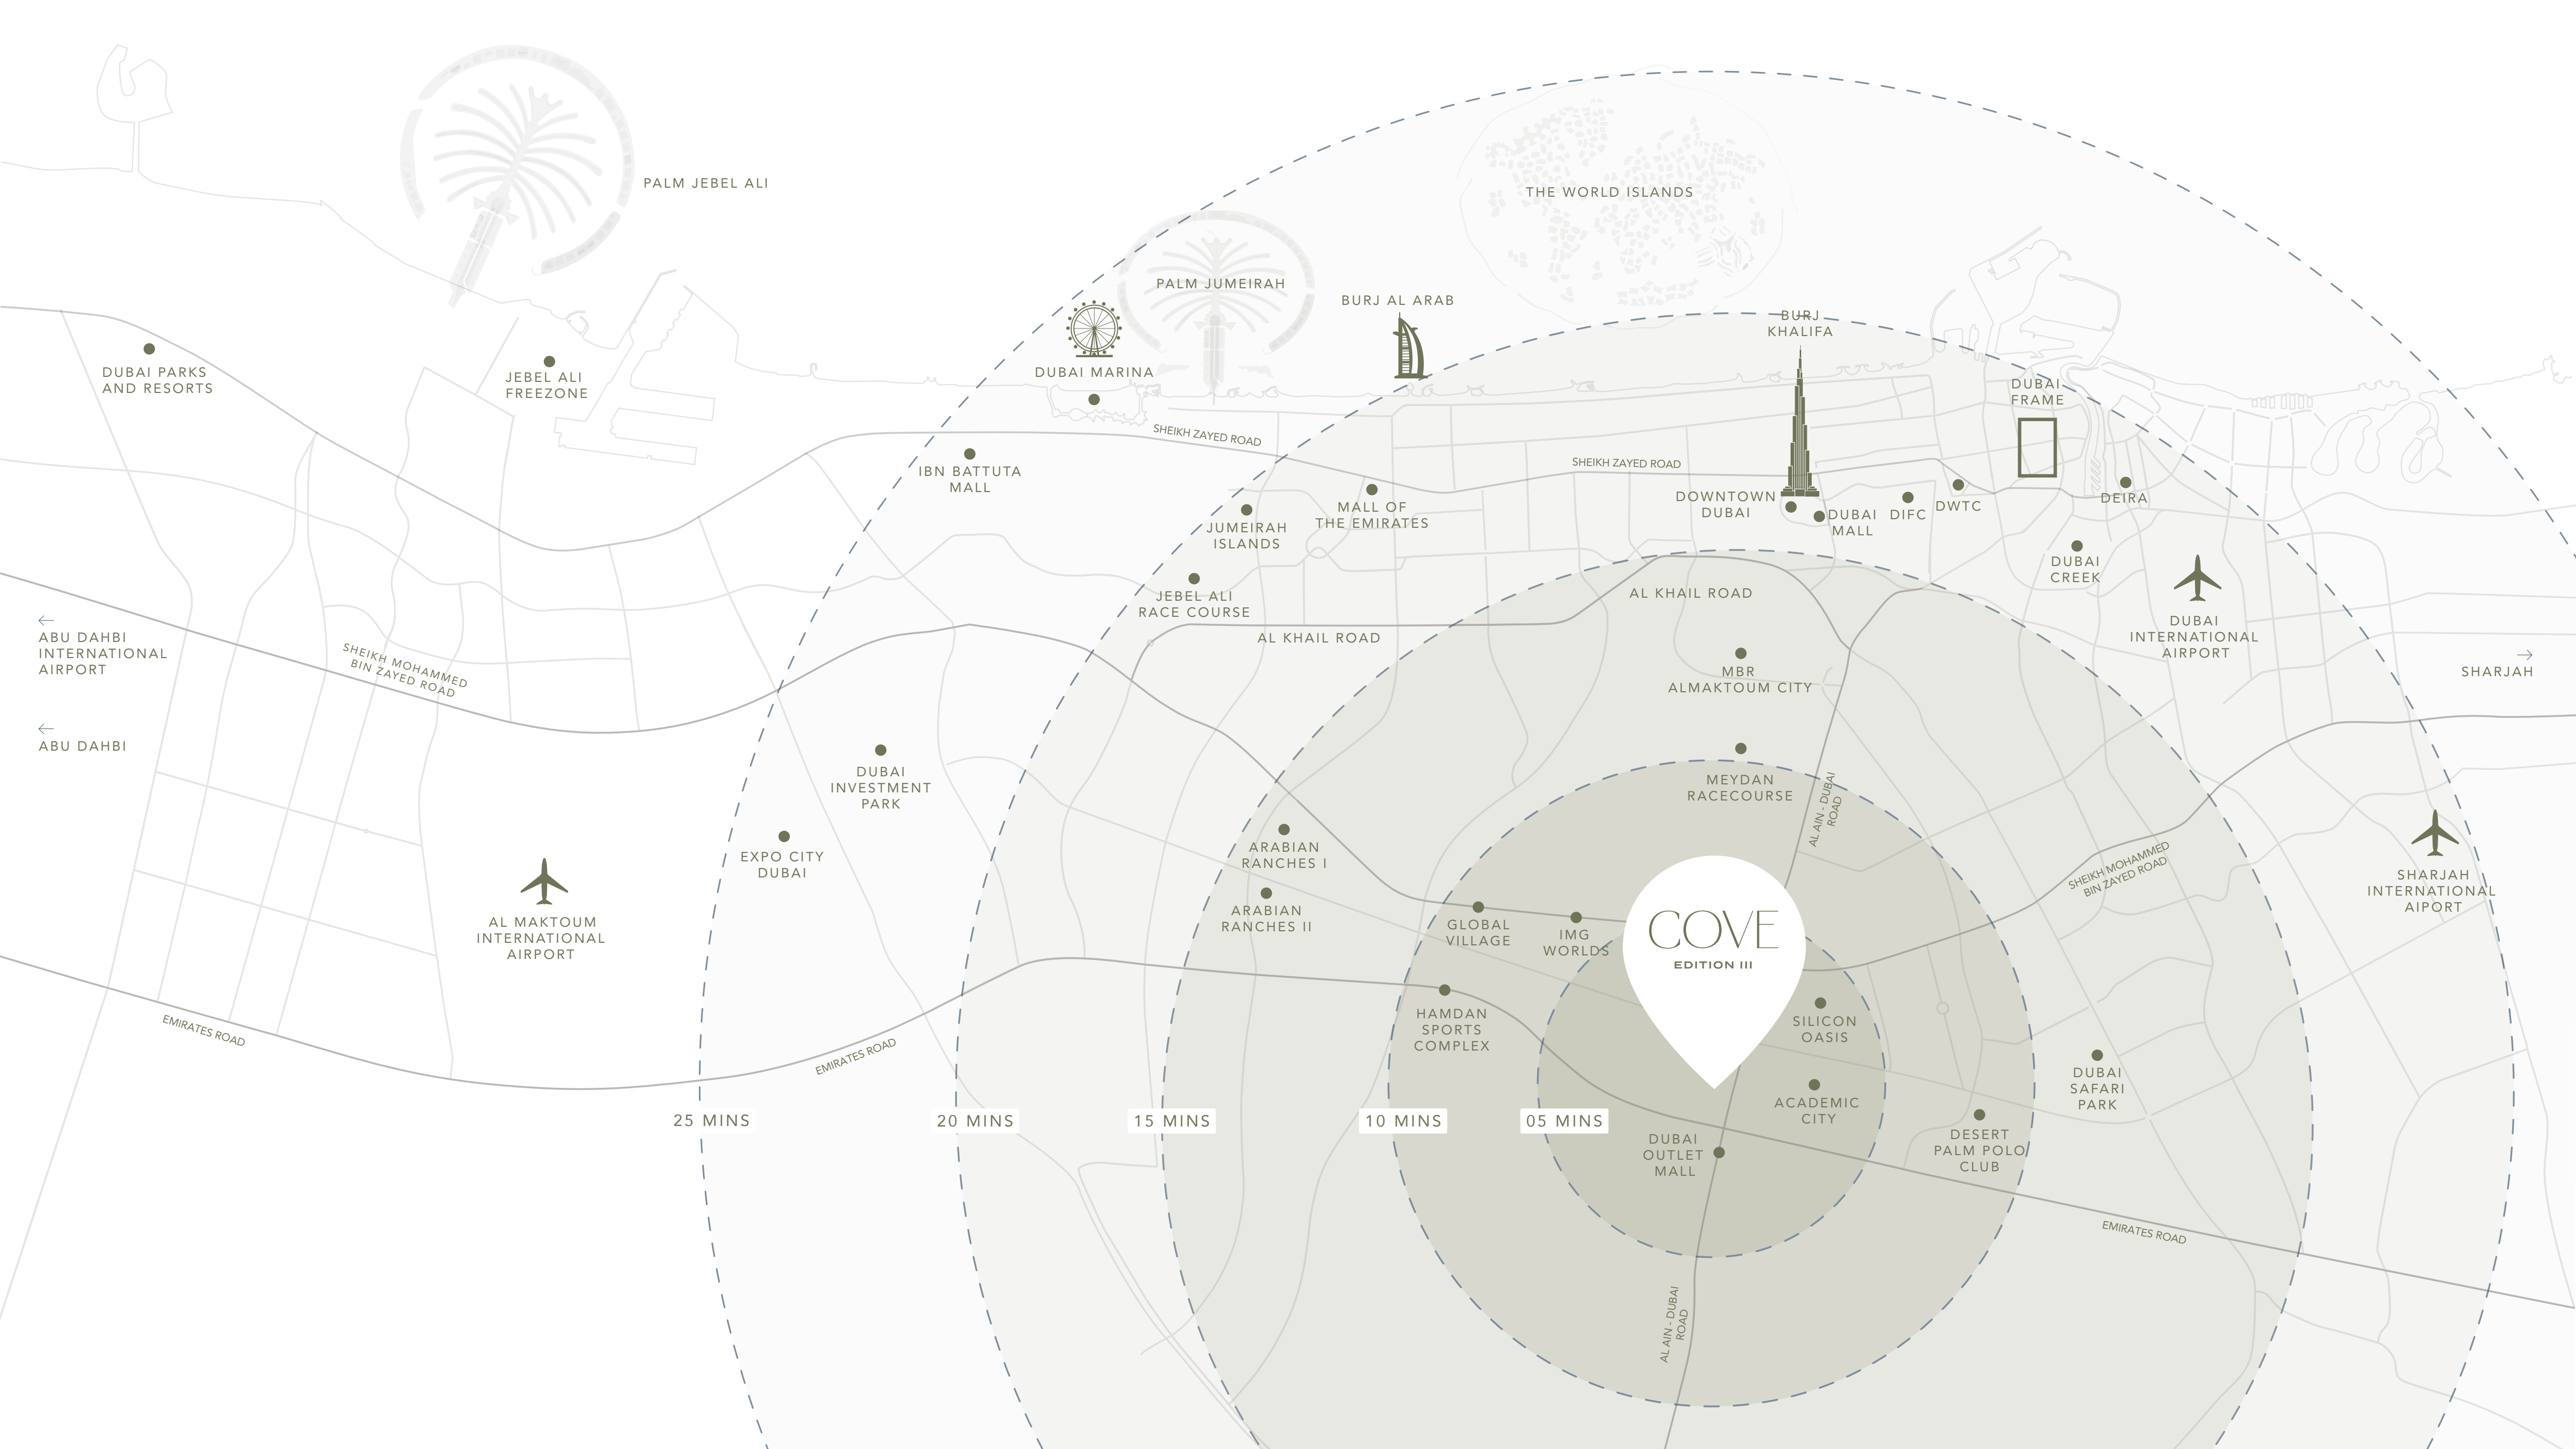 PALM JEBEL ALI
THE WORLD ISLANDS
PALM JUMEIRAH
BURJ AL ARAB
BURJ
KHALIFA
DUBAI PARKS
AND RESORTS
JEBEL ALI
FREEZONE
DUBAI MARINA
DUBAI
FRAME
SHEIKH ZAYED ROAD
SHEIKH ZAYED ROAD
IBN BATTUTA
MALL
JUMEIRAH
ISLANDS
MALL OF
THE EMIRATES
DOWNTOWN
DUBAI
DUBAI
MALL
DIFC
DWTC
DEIRA
DUBAI
CREEK
JEBEL ALI
RACE COURSE
AL KHAIL ROAD
AL KHAIL ROAD
DUBAI
INTERNATIONAL
AIRPORT
ABU DAHBI
INTERNATIONAL
AIRPORT
SHEIKH MOHAMMED
BIN ZAYED ROAD
SHARJAH
MBR
ALMAKTOUM CITY
ABU DAHBI
DUBAI
INVESTMENT
PARK
MEYDAN
RACECOURSE
AL AIN - DUBAI
ROAD
EXPO CITY
DUBAI
ARABIAN
RANCHES I
ARABIAN
RANCHES II
SHEIKH MOHAMMED
BIN ZAYED ROAD
SHARJAH
INTERNATIONAL
AIPORT
AL MAKTOUM
INTERNATIONAL
AIRPORT
GLOBAL
VILLAGE
IMG
WORLDS
COVE
EDITION III
HAMDAN
SPORTS
COMPLEX
SILICON
OASIS
EMIRATES ROAD
EMIRATES ROAD
DUBAI
SAFARI
PARK
ACADEMIC
CITY
25 MINS
20 MINS
15 MINS
10 MINS
05 MINS
DUBAI
OUTLET
MALL
DESERT
PALM POLO
CLUB
EMIRATES ROAD
AL AIN - DUBAI
ROAD